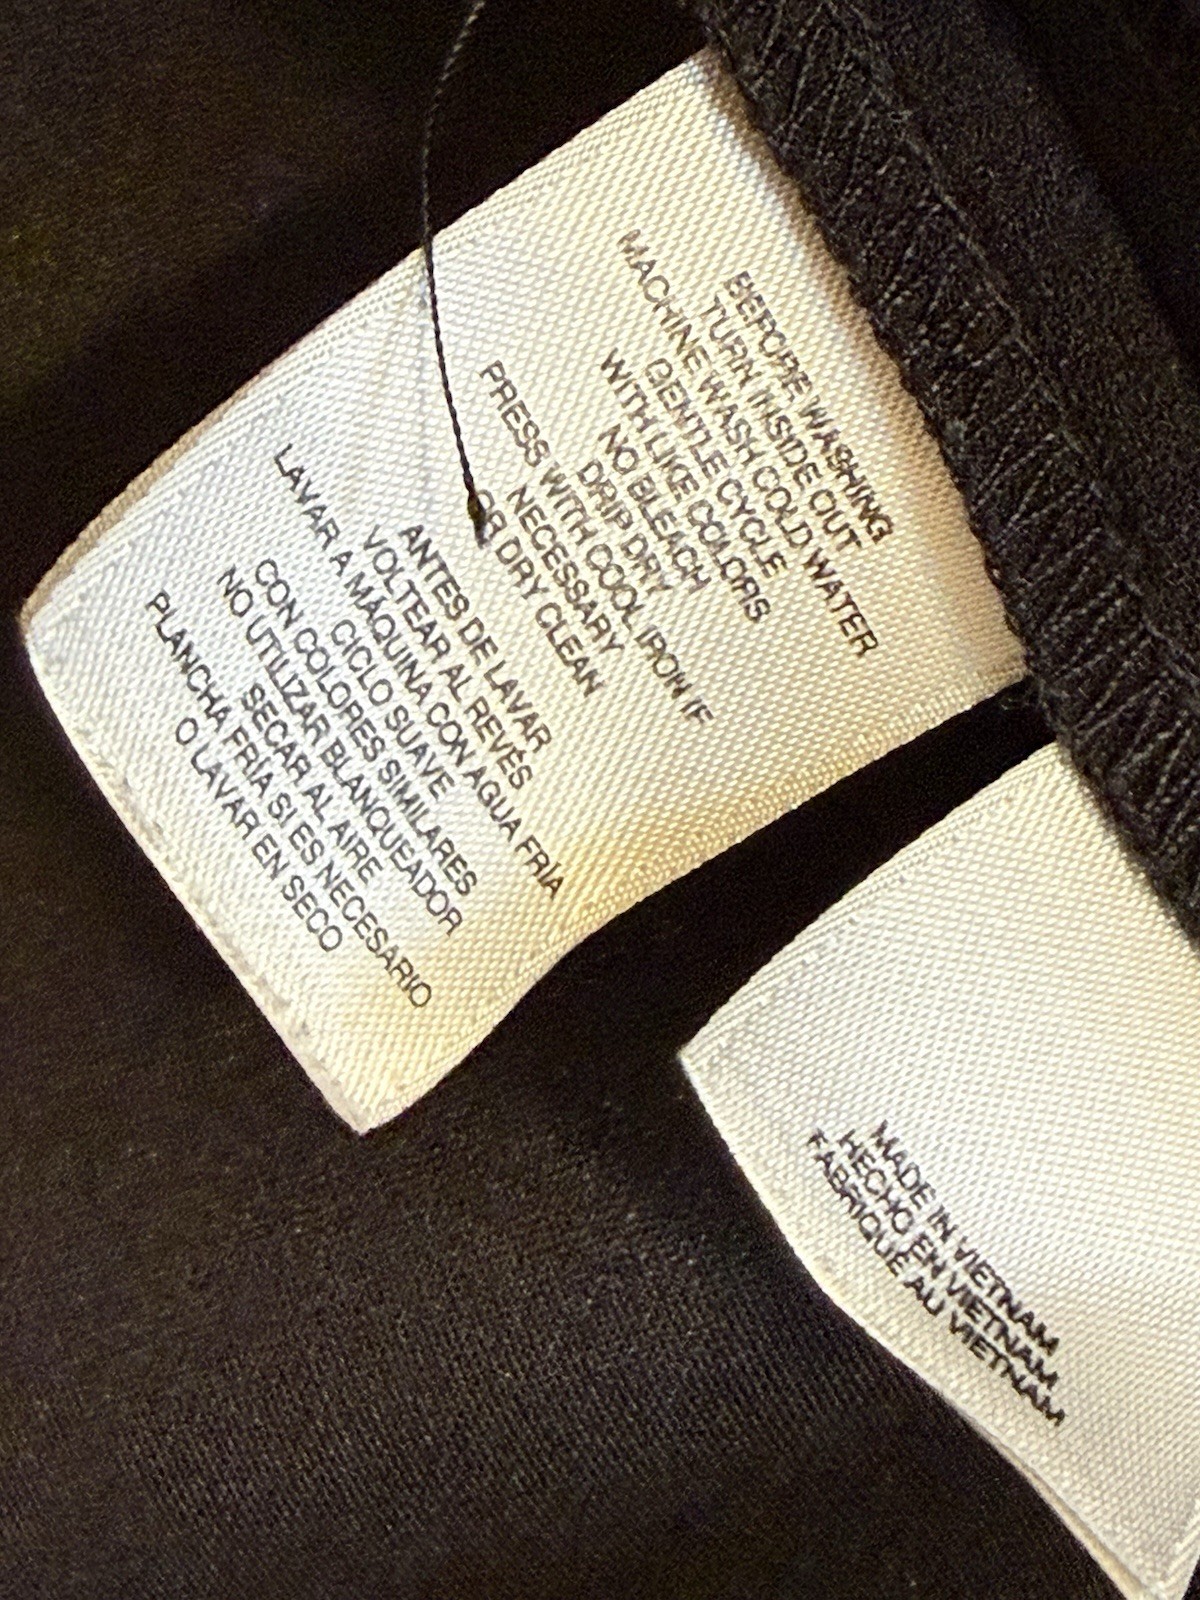 BEFORE WASHING
TURN INSIDE OUT
MACHINE WASH COLD WATER
GENTLE CYCLE
WITH LIKE COLORS
NO BLEACH
DRIP DRY
PRESS WITH COOL IRON IF
NECESSARY
OR DRY CLEAN
ANTES DE LAVAR
VOLTEAR AL REVÉS
LAVAR A MÁQUINA CON AGUA FRÍA
CICLO SUAVE
CON COLORES SIMILARES
NO UTILIZAR BLANQUEADOR
SECAR AL AIRE
PLANCHA FRÍA SI ES NECESARIO
O LAVAR EN SECO
MADE IN VIETNAM
HECHO EN VIETNAM
FABRIQUÉ AU VIETNAM